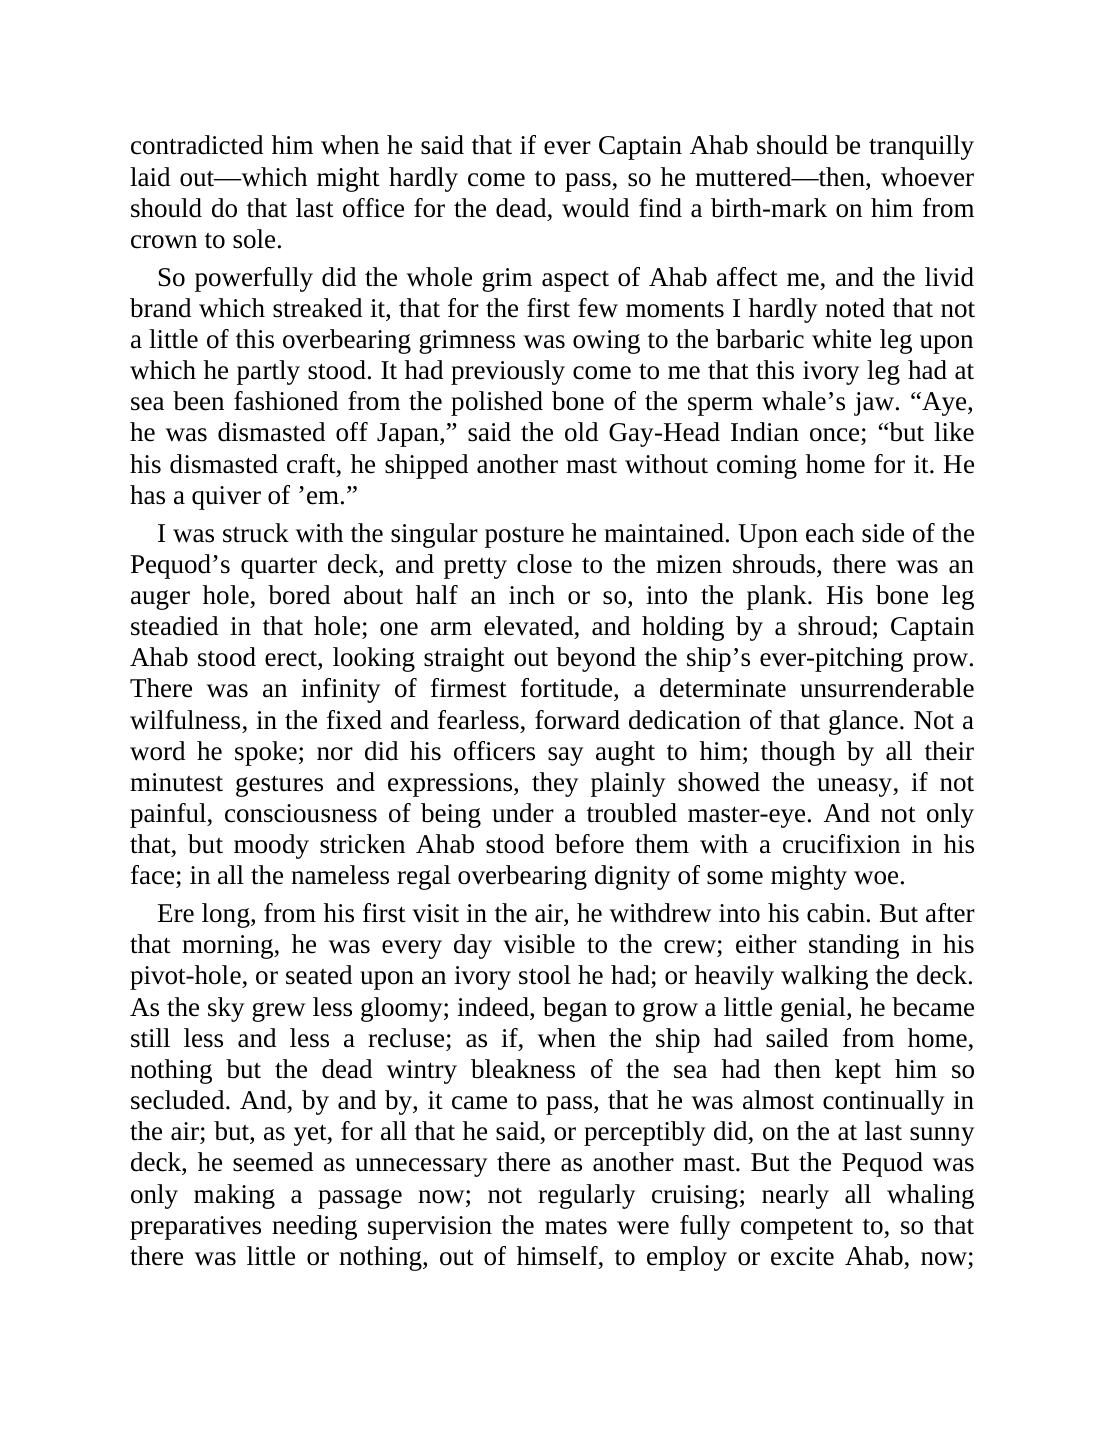 contradicted him when he said that if ever Captain Ahab should be tranquilly
laid out—which might hardly come to pass, so he muttered—then, whoever
should do that last office for the dead, would find a birth-mark on him from
crown to sole.
So powerfully did the whole grim aspect of Ahab affect me, and the livid
brand which streaked it, that for the first few moments I hardly noted that not
a little of this overbearing grimness was owing to the barbaric white leg upon
which he partly stood. It had previously come to me that this ivory leg had at
sea been fashioned from the polished bone of the sperm whale’s jaw. “Aye,
he was dismasted off Japan,” said the old Gay-Head Indian once; “but like
his dismasted craft, he shipped another mast without coming home for it. He
has a quiver of ’em.”
I was struck with the singular posture he maintained. Upon each side of the
Pequod’s quarter deck, and pretty close to the mizen shrouds, there was an
auger hole, bored about half an inch or so, into the plank. His bone leg
steadied in that hole; one arm elevated, and holding by a shroud; Captain
Ahab stood erect, looking straight out beyond the ship’s ever-pitching prow.
There was an infinity of firmest fortitude, a determinate unsurrenderable
wilfulness, in the fixed and fearless, forward dedication of that glance. Not a
word he spoke; nor did his officers say aught to him; though by all their
minutest gestures and expressions, they plainly showed the uneasy, if not
painful, consciousness of being under a troubled master-eye. And not only
that, but moody stricken Ahab stood before them with a crucifixion in his
face; in all the nameless regal overbearing dignity of some mighty woe.
Ere long, from his first visit in the air, he withdrew into his cabin. But after
that morning, he was every day visible to the crew; either standing in his
pivot-hole, or seated upon an ivory stool he had; or heavily walking the deck.
As the sky grew less gloomy; indeed, began to grow a little genial, he became
still less and less a recluse; as if, when the ship had sailed from home,
nothing but the dead wintry bleakness of the sea had then kept him so
secluded. And, by and by, it came to pass, that he was almost continually in
the air; but, as yet, for all that he said, or perceptibly did, on the at last sunny
deck, he seemed as unnecessary there as another mast. But the Pequod was
only making a passage now; not regularly cruising; nearly all whaling
preparatives needing supervision the mates were fully competent to, so that
there was little or nothing, out of himself, to employ or excite Ahab, now;